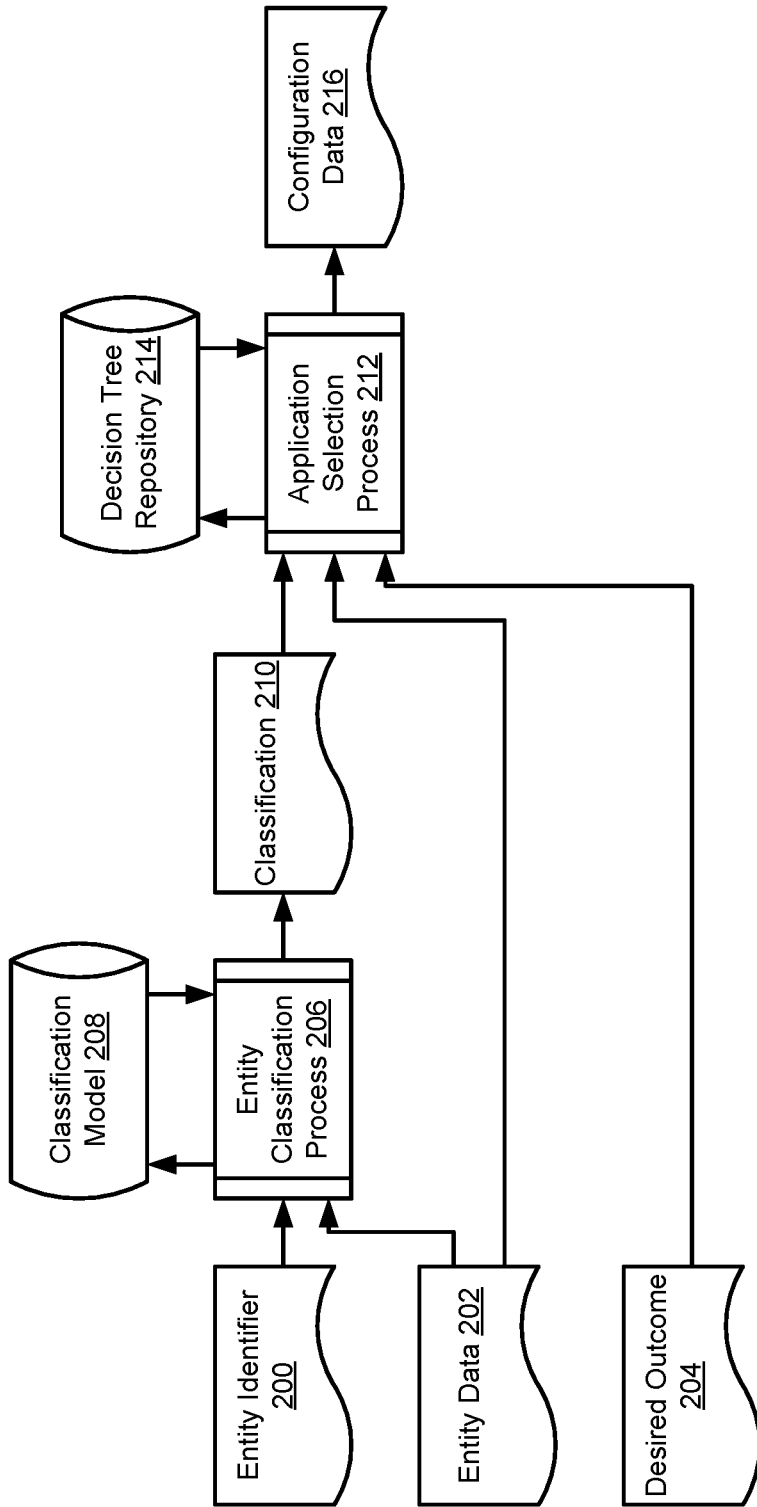 Entity Identifier
200
Entity Data 202
Desired Outcome
204
Classification
Model 208
Entity
Classification
Process 206
Classification 210
Decision Tree
Repository 214
Application
Selection
Process 212
Configuration
Data 216